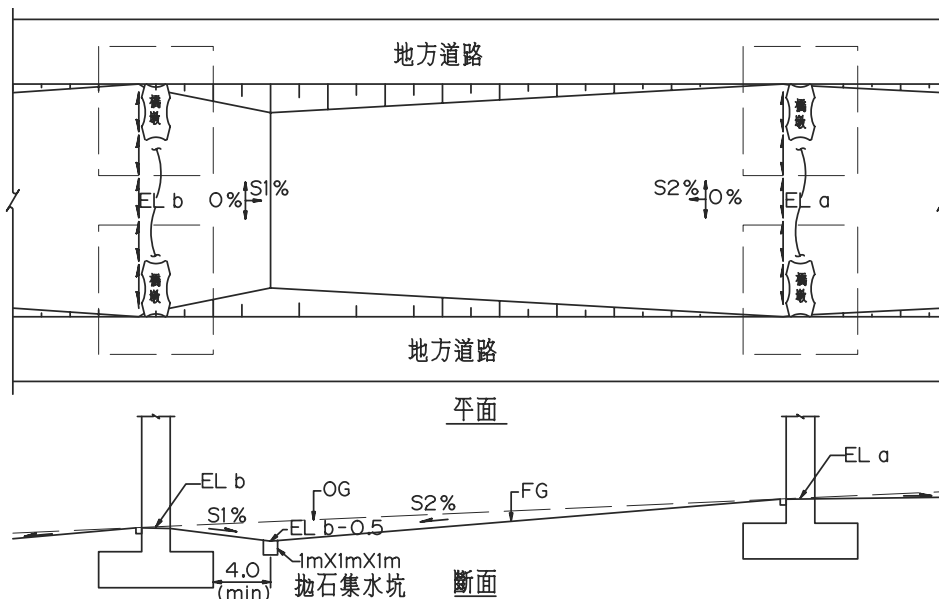 地方道路
橋墩
橋墩
EL b
0%
S1%
S2%
0%
EL a
橋墩
橋墩
地方道路
平面
EL b
S1%
OG
S2%
FG
EL a
EL b-0.5
1mX1mX1m
拋石集水坑
4.0
(min)
斷面